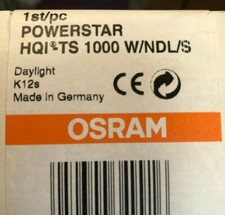 1st/pc
POWERSTAR
HQI®-TS 1000 W/NDL/S
Daylight
K12s
Made in Germany
CE
OSRAM